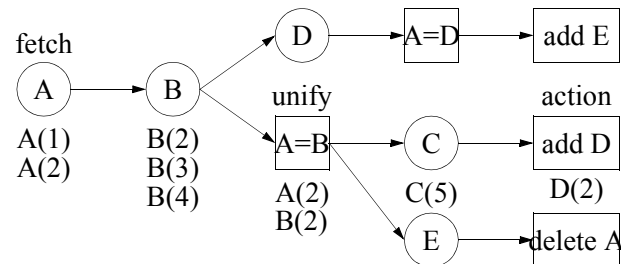 fetch
A
A(1)
A(2)
B
B(2)
B(3)
B(4)
D
A=D
add E
unify
A=B
A(2)
B(2)
C
C(5)
action
add D
D(2)
E
delete A